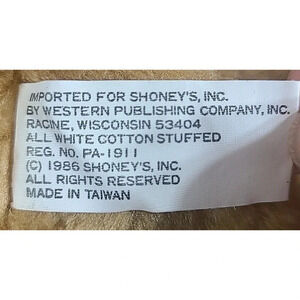 IMPORTED FOR SHONEY'S, INC.
BY WESTERN PUBLISHING COMPANY, INC.
RACINE, WISCONSIN 53404
ALL WHITE COTTON STUFFED
REG. NO. PA-1911
(C) 1986 SHONEY'S, INC.
ALL RIGHTS RESERVED
MADE IN TAIWAN